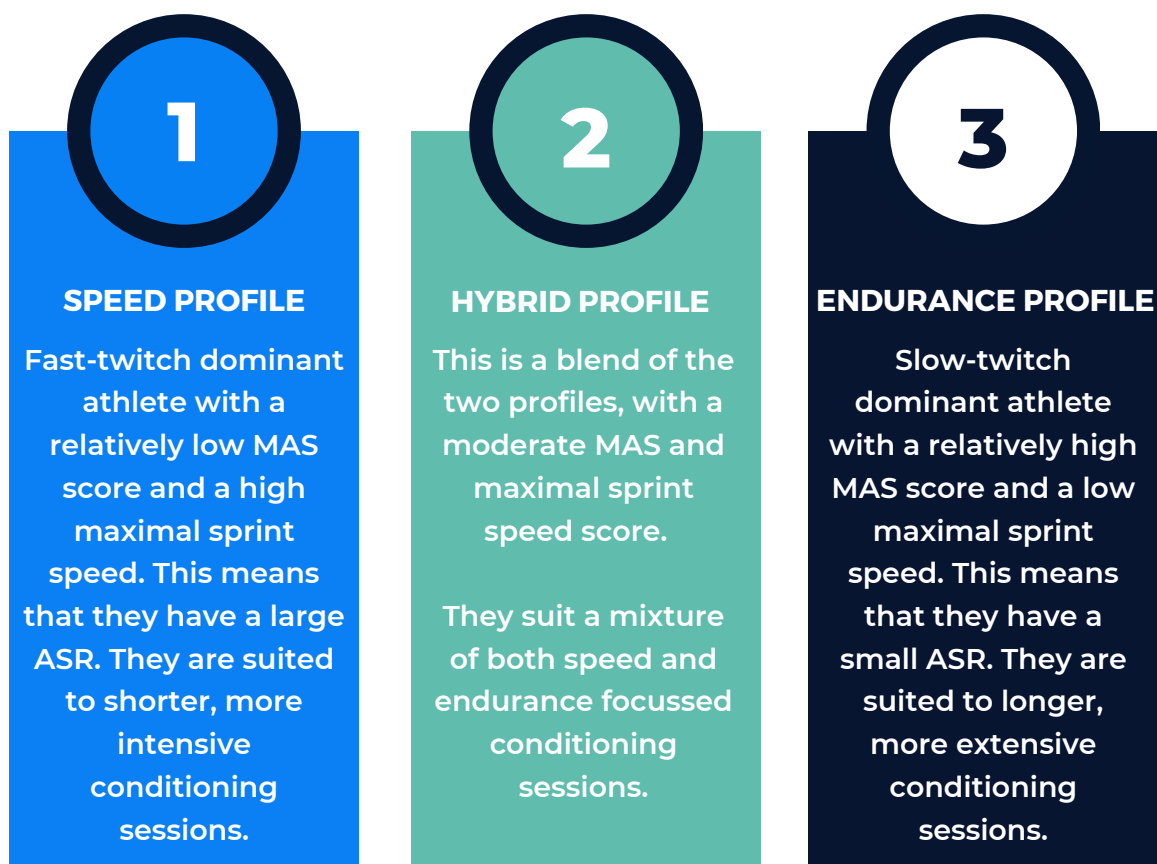 1
SPEED PROFILE
Fast-twitch dominant
athlete with a
relatively low MAS
score and a high
maximal sprint
speed. This means
that they have a large
ASR. They are suited
to shorter, more
intensive
conditioning
sessions.
2
HYBRID PROFILE
This is a blend of the
two profiles, with a
moderate MAS and
maximal sprint
speed score.
They suit a mixture
of both speed and
endurance focussed
conditioning
sessions.
3
ENDURANCE PROFILE
Slow-twitch
dominant athlete
with a relatively high
MAS score and a low
maximal sprint
speed. This means
that they have a
small ASR. They are
suited to longer,
more extensive
conditioning
sessions.